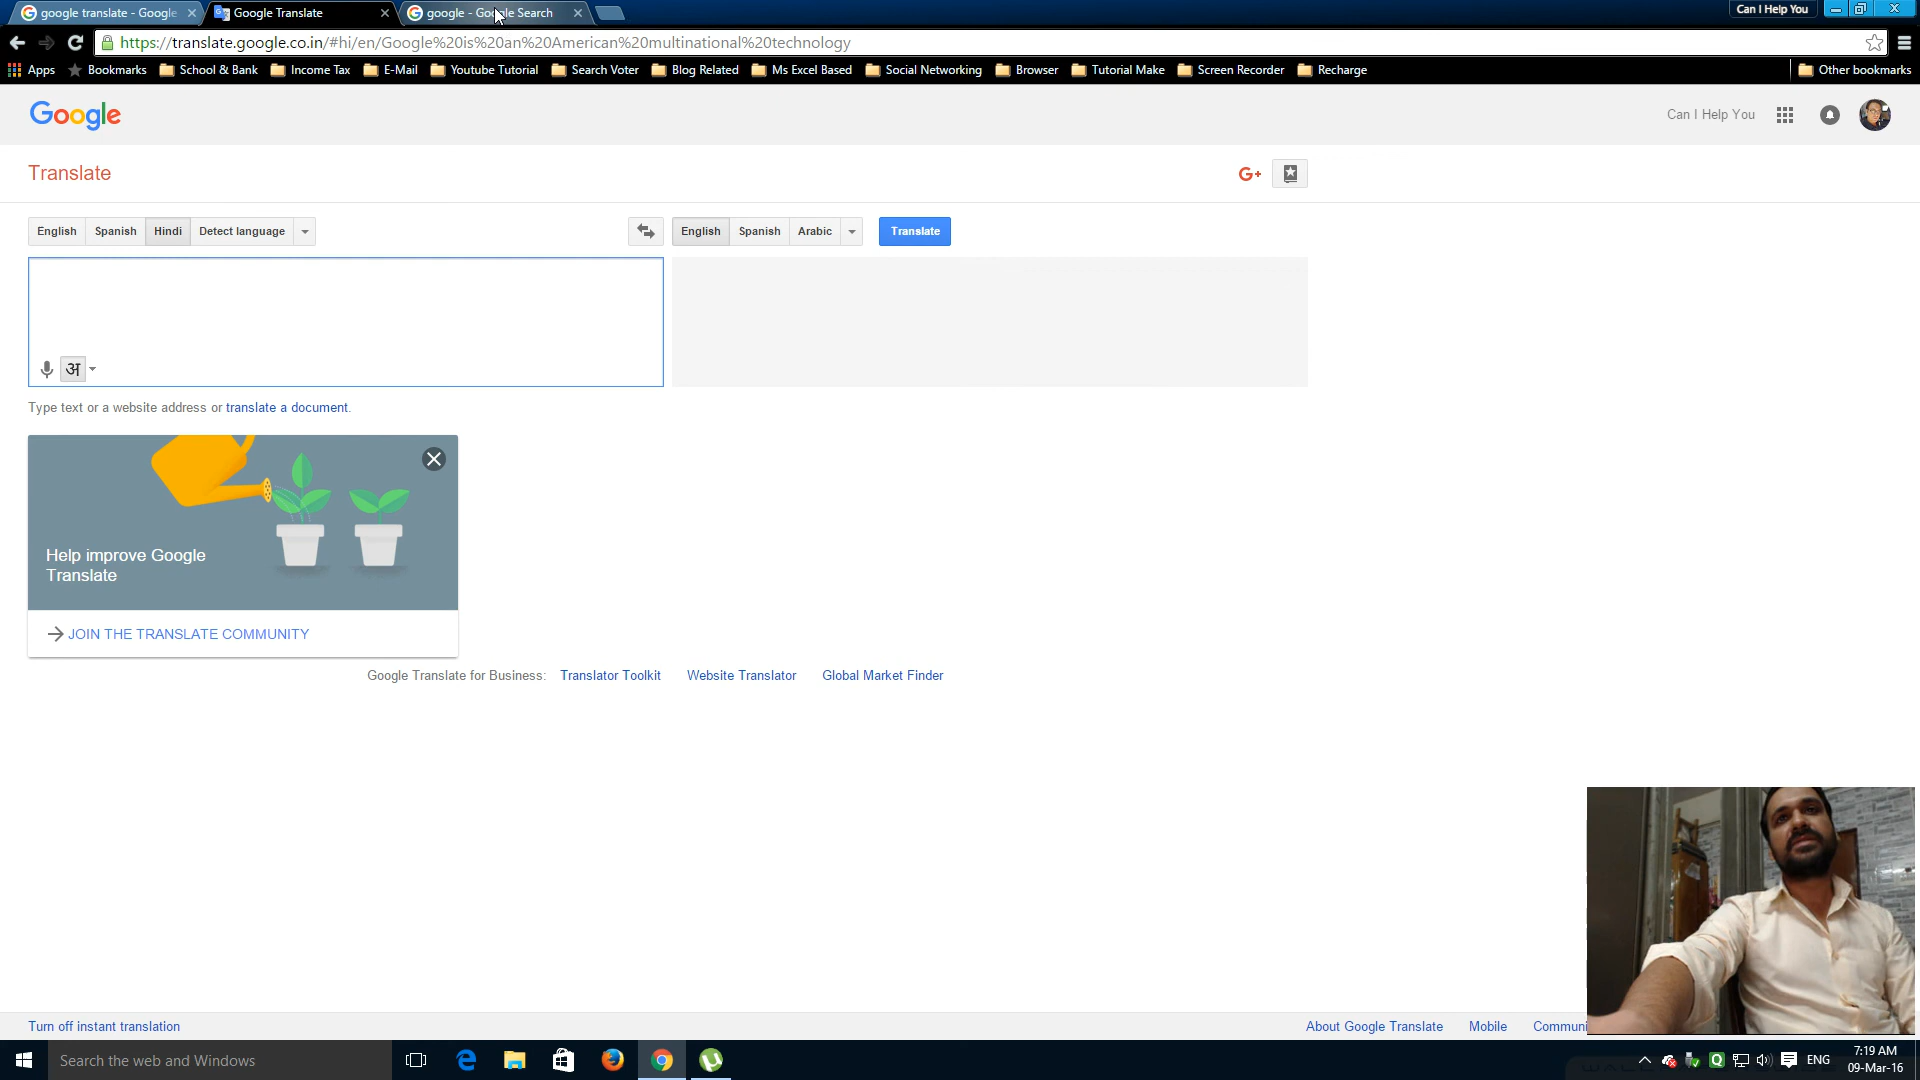 google translate - Google
Google Translate
google - Google Search
Can I Help You
https://translate.google.co.in/#hi/en/Google%20is%20an%20American%20multinational%20technology
Apps Bookmarks School & Bank Income Tax E-Mail Youtube Tutorial Search Voter Blog Related Ms Excel Based Social Networking Browser Tutorial Make Screen Recorder Recharge Other bookmarks
Google
Can I Help You
Translate
G+
English Spanish Hindi Detect language
English Spanish Arabic
Translate
अ
Type text or a website address or translate a document.
Help improve Google
Translate
JOIN THE TRANSLATE COMMUNITY
Google Translate for Business: Translator Toolkit Website Translator Global Market Finder
Turn off instant translation
About Google Translate Mobile Communi
Search the web and Windows
ENG
7:19 AM
09-Mar-16